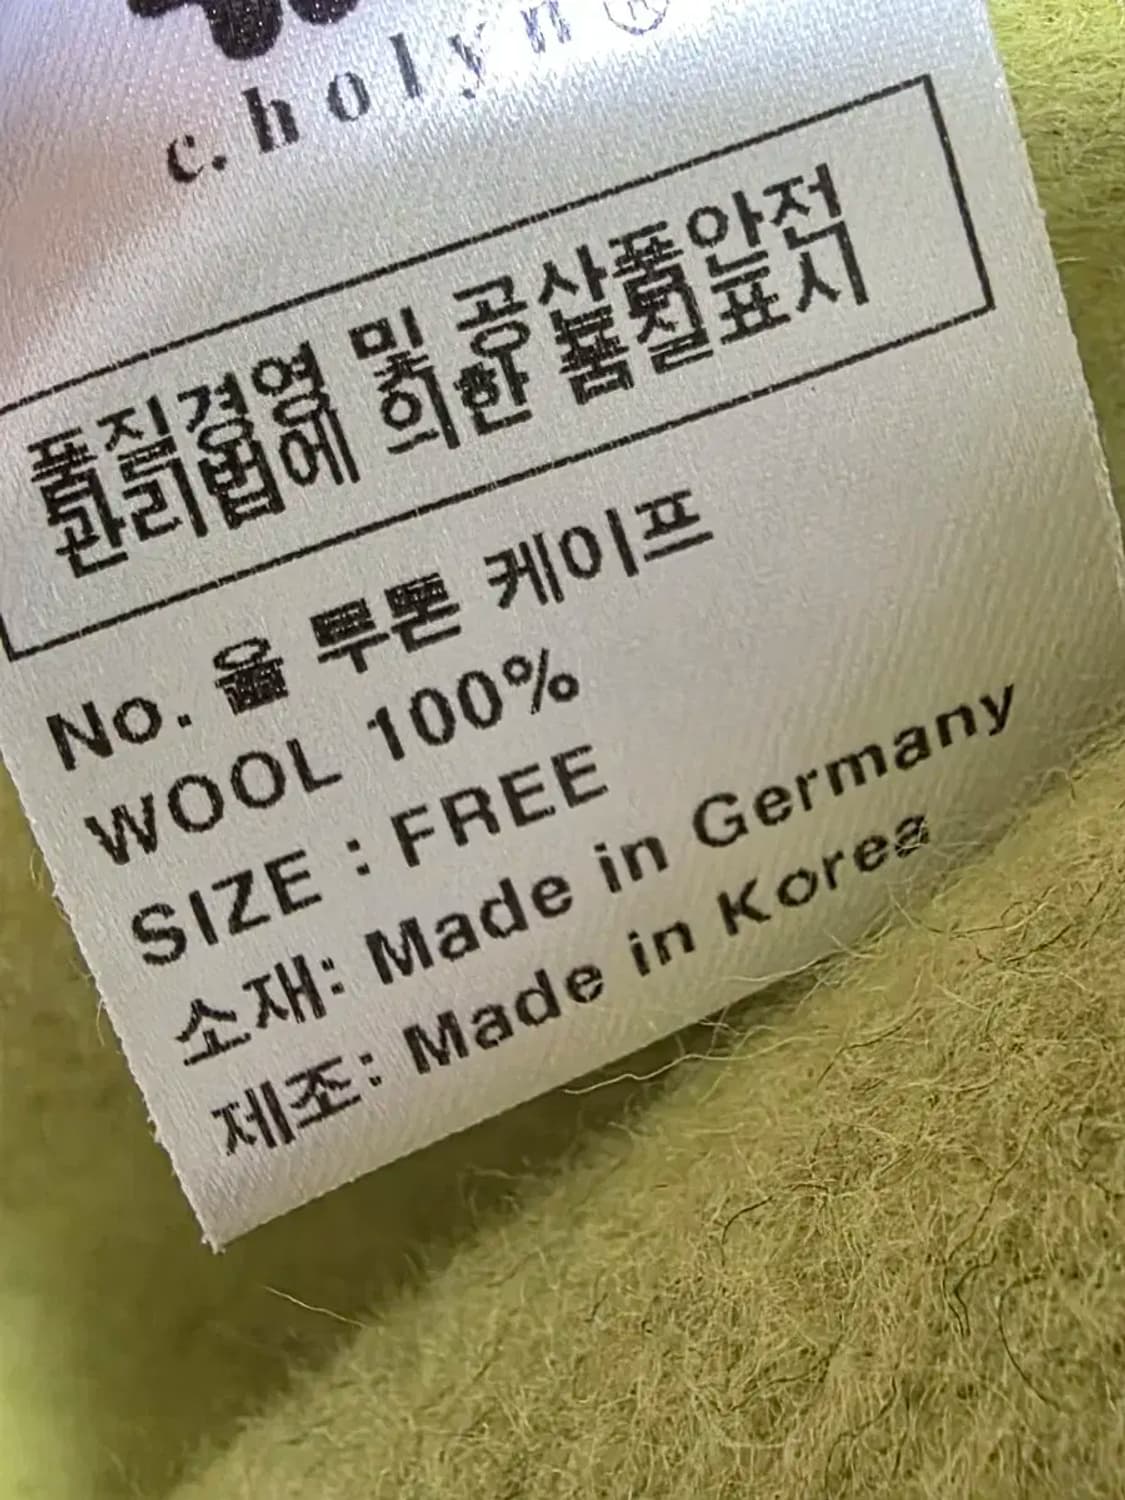 c.holyn®
품질경영 및 공산품안전
관리법에 의한 품질표시
No. 울 투톤 케이프
WOOL 100%
SIZE : FREE
소재: Made in Germany
제조: Made in Korea